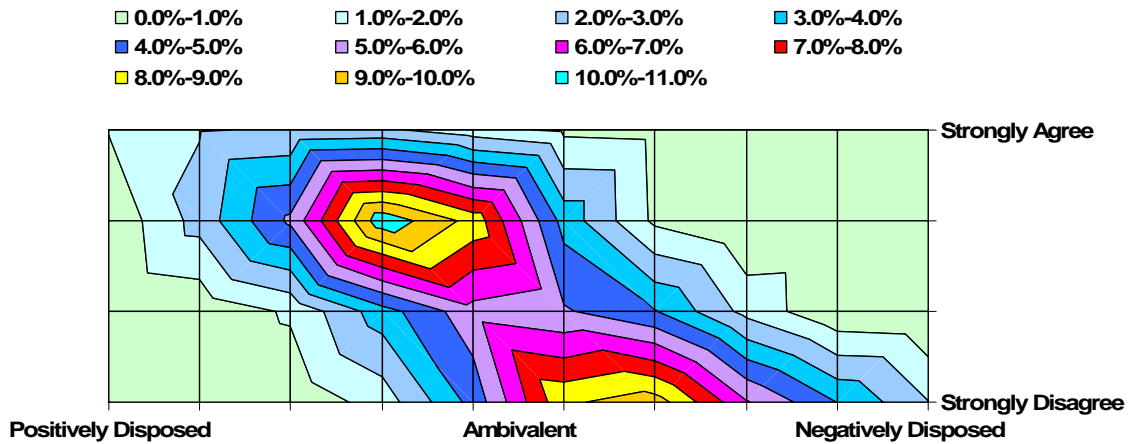 0.0%-1.0% 1.0%-2.0% 2.0%-3.0% 3.0%-4.0%
4.0%-5.0% 5.0%-6.0% 6.0%-7.0% 7.0%-8.0%
8.0%-9.0% 9.0%-10.0% 10.0%-11.0%
Strongly Agree
Strongly Disagree
Positively Disposed Ambivalent Negatively Disposed